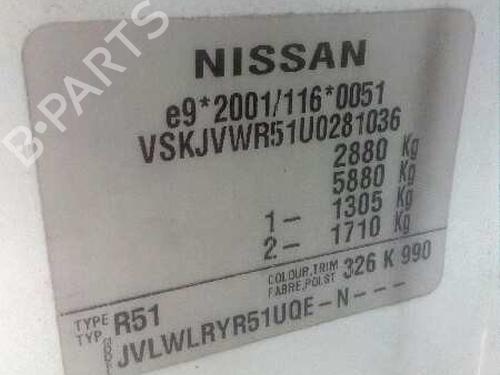 B-PARTS
NISSAN
e9*2001/116*0051
VSKJVWR51U0281036
2880 Kg
5880 Kg
1- 1305 Kg
2- 1710 Kg
COLOUR,TRIM 326 K 990
FABRE,POLST
TYPE R51
TYP
JVLWLRYR51UQE-N---